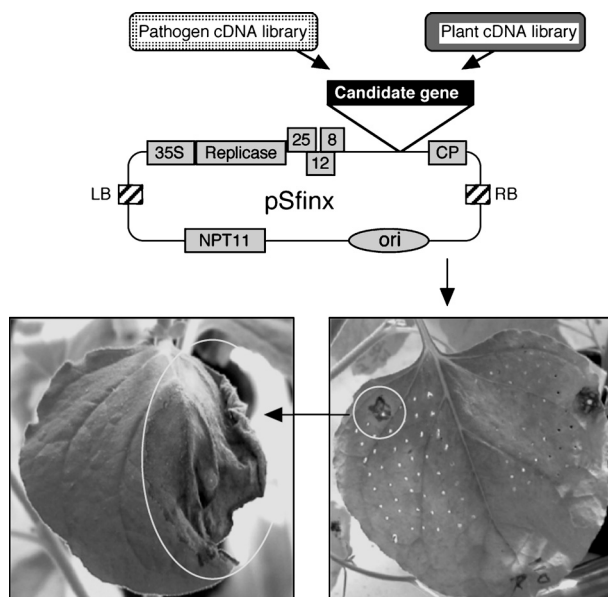 Pathogen cDNA library
Plant cDNA library
Candidate gene
35S Replicase 25 8 12 CP
LB pSfinx RB
NPT11 ori
R O